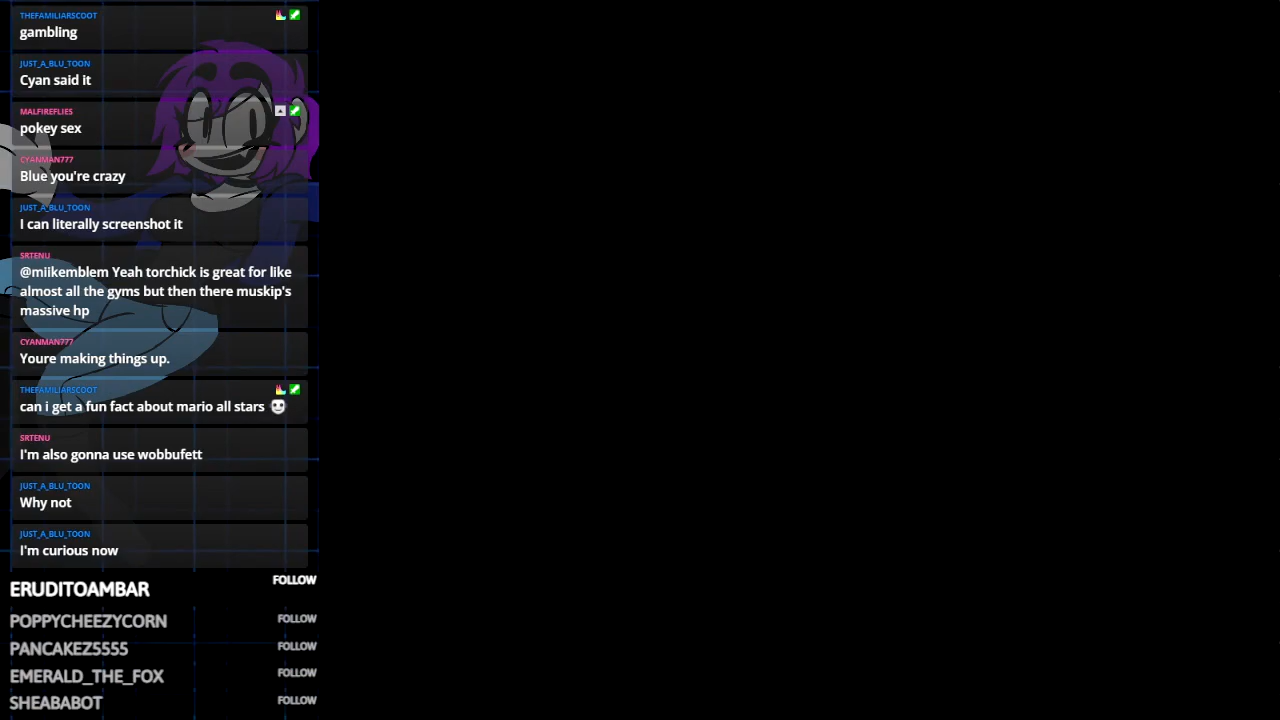 THEFAMILIARSCOOT
gambling
JUST_A_BLU_TOON
Cyan said it
MALFIREFLIES
pokey sex
CYANMAN777
Blue you're crazy
JUST_A_BLU_TOON
I can literally screenshot it
SRTENU
@miikemblem Yeah torchick is great for like
almost all the gyms but then there muskip's
massive hp
CYANMAN777
Youre making things up.
THEFAMILIARSCOOT
can i get a fun fact about mario all stars
SRTENU
I'm also gonna use wobbufett
JUST_A_BLU_TOON
Why not
JUST_A_BLU_TOON
I'm curious now
ERUDITOAMBAR FOLLOW
POPPYCHEEZYCORN FOLLOW
PANCAKEZ5555 FOLLOW
EMERALD_THE_FOX FOLLOW
SHEABABOT FOLLOW